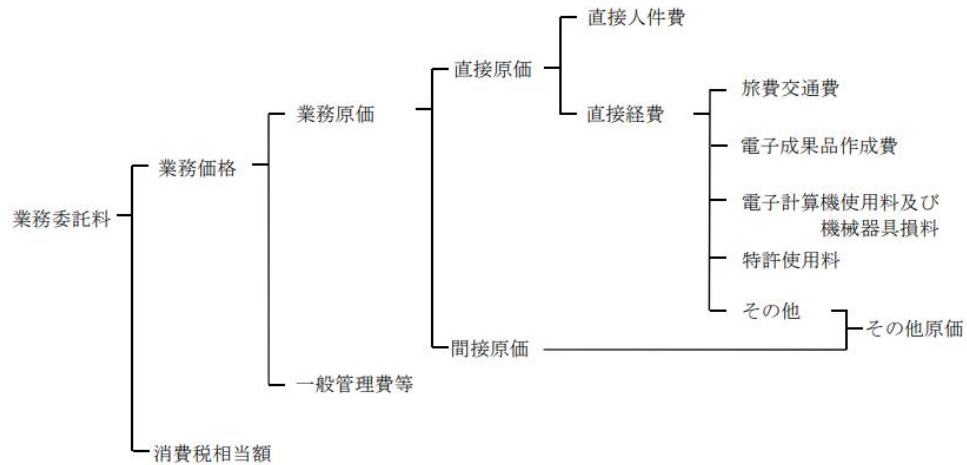 直接人件費
直接原価
旅費交通費
業務原価
直接経費
電子成果品作成費
業務価格
電子計算機使用料及び
機械器具損料
業務委託料
特許使用料
その他
その他原価
間接原価
一般管理費等
消費税相当額